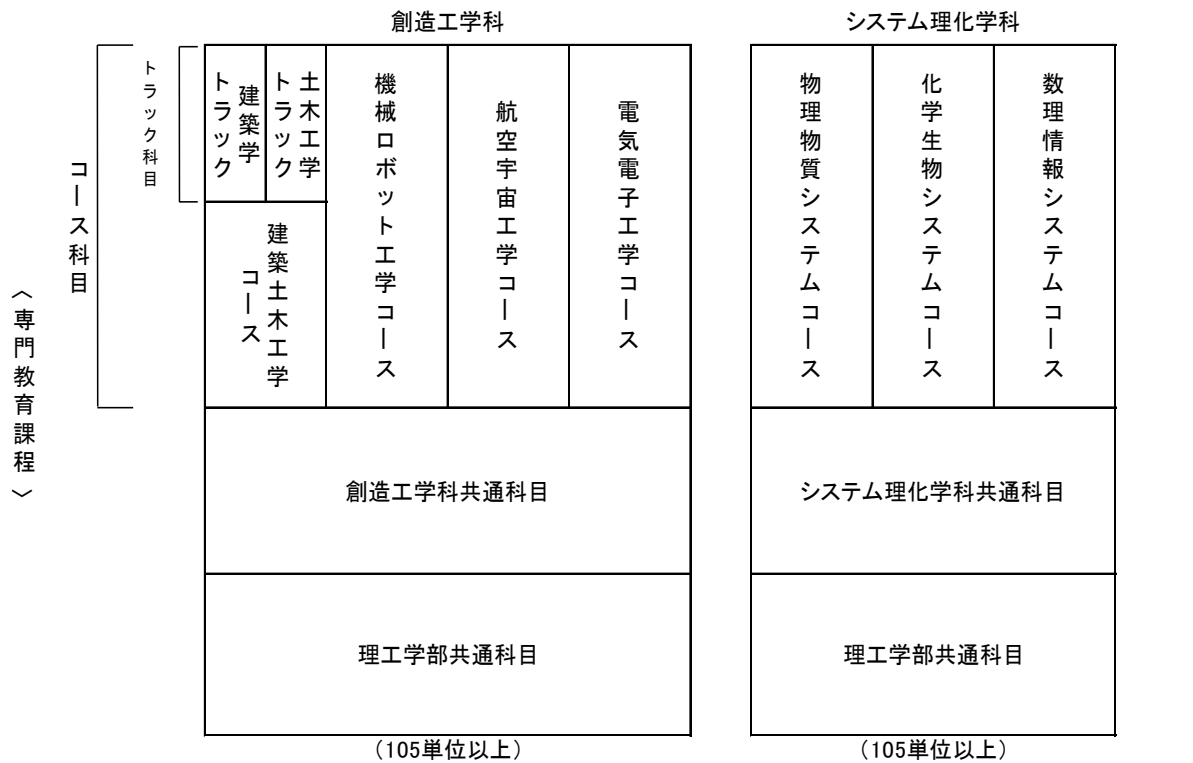 創造工学科
システム理化学科
〈専門教育課程〉
コース科目
トラック科目
建築学
トラック
土木工学
トラック
建築土木工学
コース
機械ロボット工学コース
航空宇宙工学コース
電気電子工学コース
物理物質システムコース
化学生物システムコース
数理情報システムコース
創造工学科共通科目
システム理化学科共通科目
理工学部共通科目
理工学部共通科目
（105単位以上）
（105単位以上）